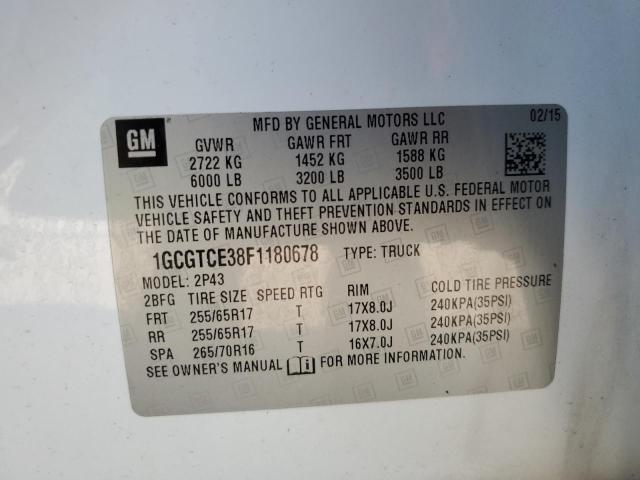 GM
MFD BY GENERAL MOTORS LLC 02/15
GVWR GAWR FRT GAWR RR
2722 KG 1452 KG 1588 KG
6000 LB 3200 LB 3500 LB
THIS VEHICLE CONFORMS TO ALL APPLICABLE U.S. FEDERAL MOTOR
VEHICLE SAFETY AND THEFT PREVENTION STANDARDS IN EFFECT ON
THE DATE OF MANUFACTURE SHOWN ABOVE.
1GCGTCE38F1180678 TYPE: TRUCK
MODEL: 2P43
2BFG TIRE SIZE SPEED RTG RIM COLD TIRE PRESSURE
FRT 255/65R17 T 17X8.0J 240KPA(35PSI)
RR 255/65R17 T 17X8.0J 240KPA(35PSI)
SPA 265/70R16 T 16X7.0J 240KPA(35PSI)
SEE OWNER'S MANUAL FOR MORE INFORMATION.